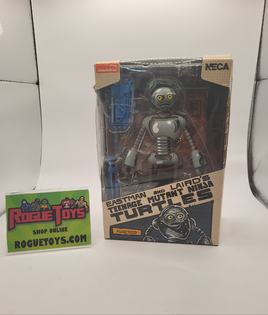 NECA
EASTMAN AND LAIRD'S
TEENAGE MUTANT NINJA
TURTLES
ROGUE TOYS
SHOP ONLINE
ROGUETOYS.COM